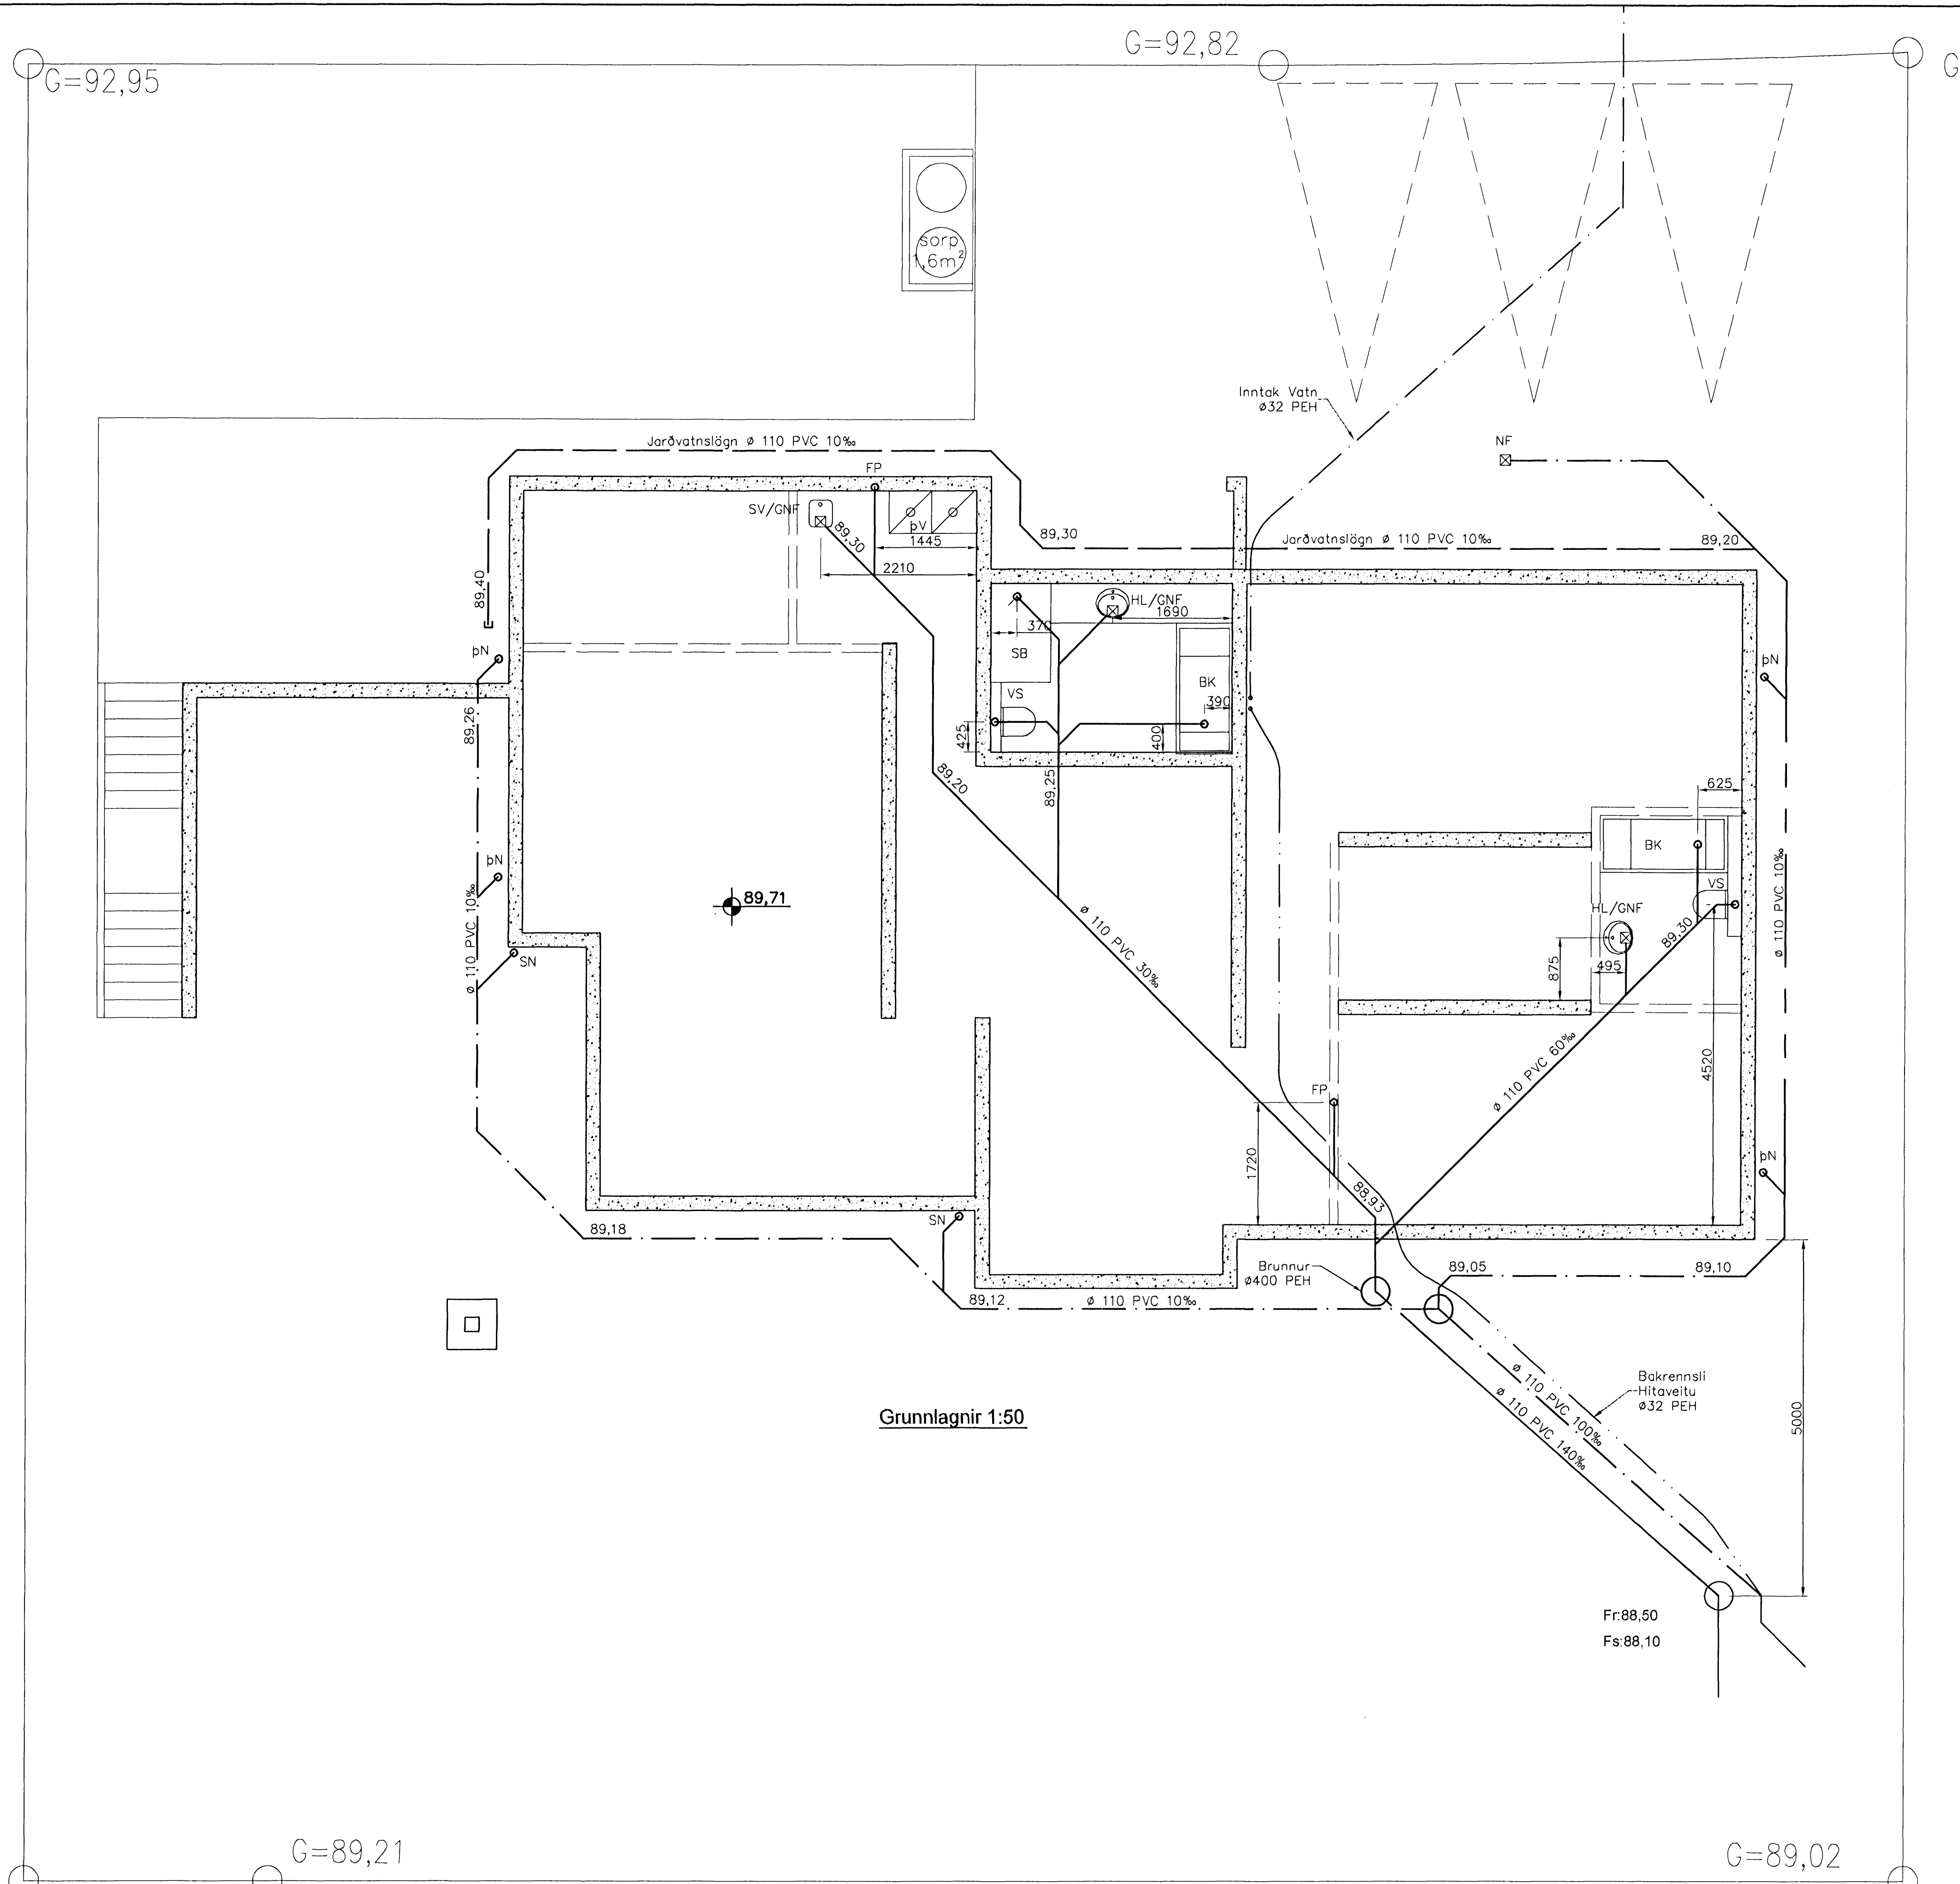 G=92,95
G=92,82
G
sorp
1,6m²
Inntak Vatn
ø32 PEH
NF
Jarðvatnslögn ø 110 PVC 10‰
FP
SV/GNF
89,30
þV
1445
2210
89,30
Jarðvatnslögn ø 110 PVC 10‰
89,20
89,40
þN
HL/GNF
1690
370
SB
VS
BK
390
425
400
þN
89,26
89,20
89,25
625
BK
VS
þN
89,71
HL/GNF
89,30
875
495
ø 110 PVC 10‰
SN
ø 110 PVC 30‰
ø 110 PVC 10‰
ø 110 PVC 60‰
4520
FP
1720
þN
88,93
SN
89,18
Brunnur
ø400 PEH
89,05
89,10
89,12
ø 110 PVC 10‰
ø 110 PVC 100‰
ø 110 PVC 140‰
Bakrennsli
Hitaveitu
ø32 PEH
5000
Grunnlagnir 1:50
Fr:88,50
Fs:88,10
G=89,21
G=89,02